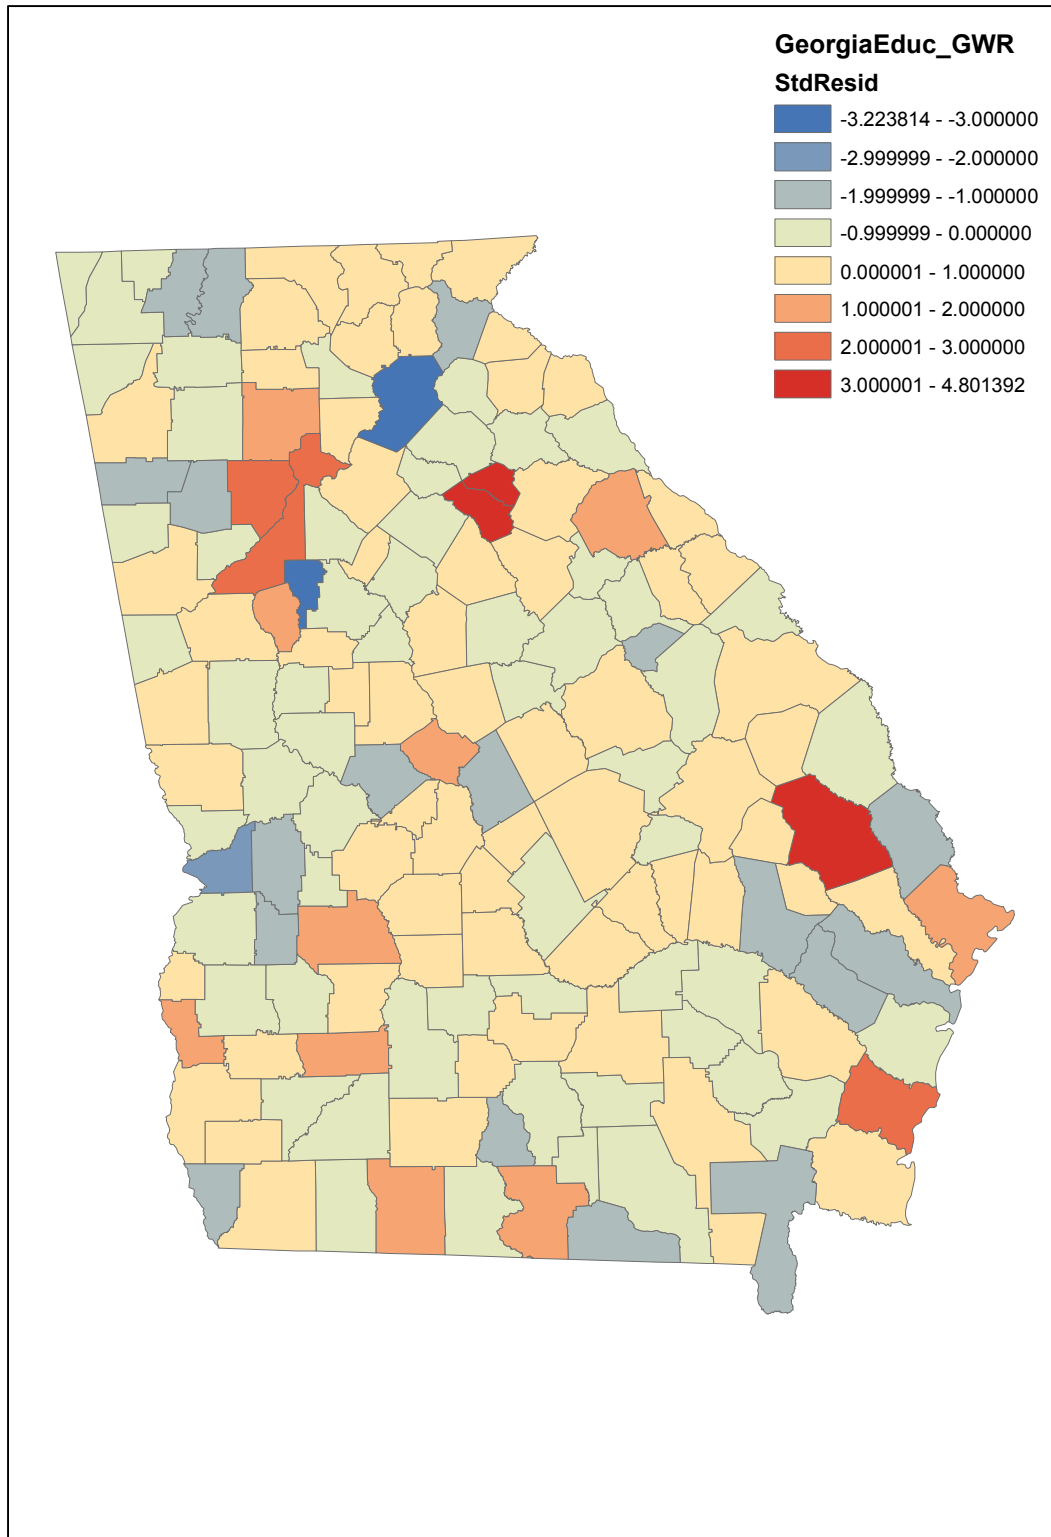 GeorgiaEduc_GWR
StdResid
-3.223814 - -3.000000
-2.999999 - -2.000000
-1.999999 - -1.000000
-0.999999 - 0.000000
0.000001 - 1.000000
1.000001 - 2.000000
2.000001 - 3.000000
3.000001 - 4.801392